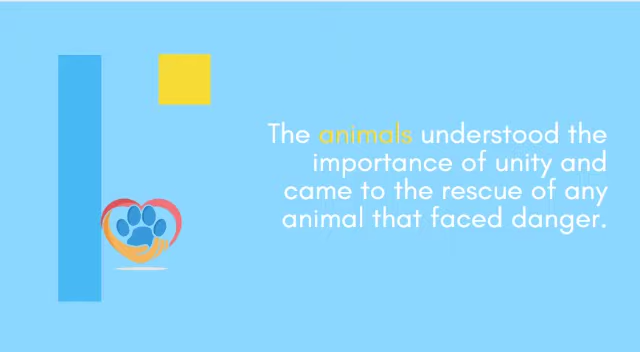 The animals understood the
importance of unity and
came to the rescue of any
animal that faced danger.